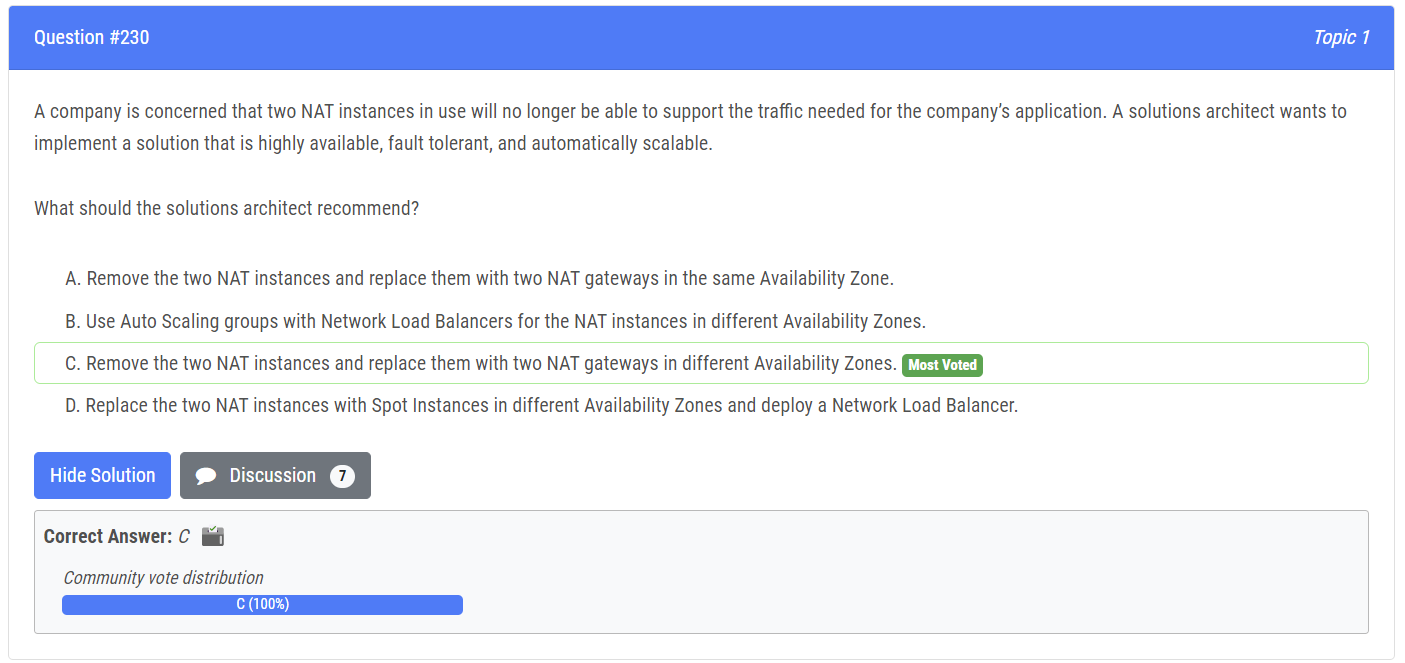 Question #230
Topic 1
A company is concerned that two NAT instances in use will no longer be able to support the traffic needed for the company’s application. A solutions architect wants to
implement a solution that is highly available, fault tolerant, and automatically scalable.
What should the solutions architect recommend?
A. Remove the two NAT instances and replace them with two NAT gateways in the same Availability Zone.
B. Use Auto Scaling groups with Network Load Balancers for the NAT instances in different Availability Zones.
C. Remove the two NAT instances and replace them with two NAT gateways in different Availability Zones. Most Voted
D. Replace the two NAT instances with Spot Instances in different Availability Zones and deploy a Network Load Balancer.
Hide Solution Discussion 7
Correct Answer: C
Community vote distribution
C (100%)